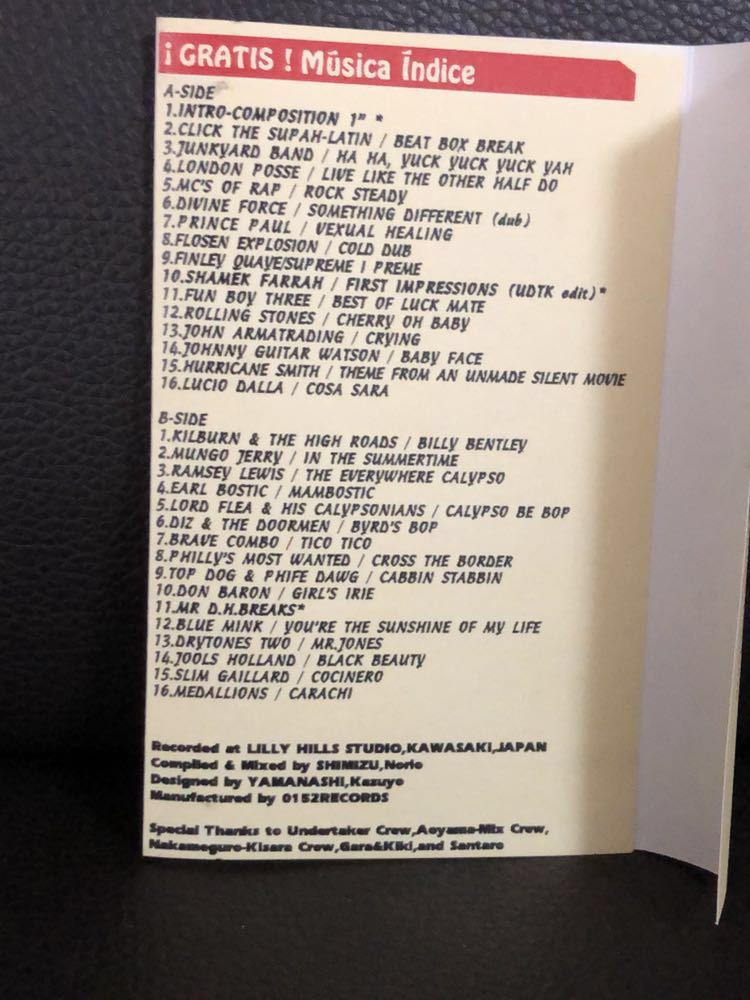 ¡ GRATIS ! Música Índice
A-SIDE
1.INTRO-COMPOSITION 1" *
2.CLICK THE SUPAH-LATIN / BEAT BOX BREAK
3.JUNKYARD BAND / HA HA, YUCK YUCK YUCK YAH
4.LONDON POSSE / LIVE LIKE THE OTHER HALF DO
5.MC'S OF RAP / ROCK STEADY
6.DIVINE FORCE / SOMETHING DIFFERENT (dub)
7.PRINCE PAUL / VEXUAL HEALING
8.FLOSEN EXPLOSION / COLD DUB
9.FINLEY QUAYE/SUPREME I PREME
10.SHAMEK FARRAH / FIRST IMPRESSIONS (UDTK edit)*
11.FUN BOY THREE / BEST OF LUCK MATE
12.ROLLING STONES / CHERRY OH BABY
13.JOHN ARMATRADING / CRYING
14.JOHNNY GUITAR WATSON / BABY FACE
15.HURRICANE SMITH / THEME FROM AN UNMADE SILENT MOVIE
16.LUCIO DALLA / COSA SARA
B-SIDE
1.KILBURN & THE HIGH ROADS / BILLY BENTLEY
2.MUNGO JERRY / IN THE SUMMERTIME
3.RAMSEY LEWIS / THE EVERYWHERE CALYPSO
4.EARL BOSTIC / MAMBOSTIC
5.LORD FLEA & HIS CALYPSONIANS / CALYPSO BE BOP
6.DIZ & THE DOORMEN / BYRD'S BOP
7.BRAVE COMBO / TICO TICO
8.PHILLY'S MOST WANTED / CROSS THE BORDER
9.TOP DOG & PHIFE DAWG / CABBIN STABBIN
10.DON BARON / GIRL'S IRIE
11.MR D.H.BREAKS*
12.BLUE MINK / YOU'RE THE SUNSHINE OF MY LIFE
13.DRYTONES TWO / MR.JONES
14.JOOLS HOLLAND / BLACK BEAUTY
15.SLIM GAILLARD / COCINERO
16.MEDALLIONS / CARACHI
Recorded at LILLY HILLS STUDIO,KAWASAKI,JAPAN
Compiled & Mixed by SHIMIZU,Norio
Designed by YAMANASHI,Kazuyo
Manufactured by 0152RECORDS
Special Thanks to Undertaker Crew,Aoyama-Mix Crew,
Nakameguro-Kisara Crew,Gara&Kiki,and Santaro